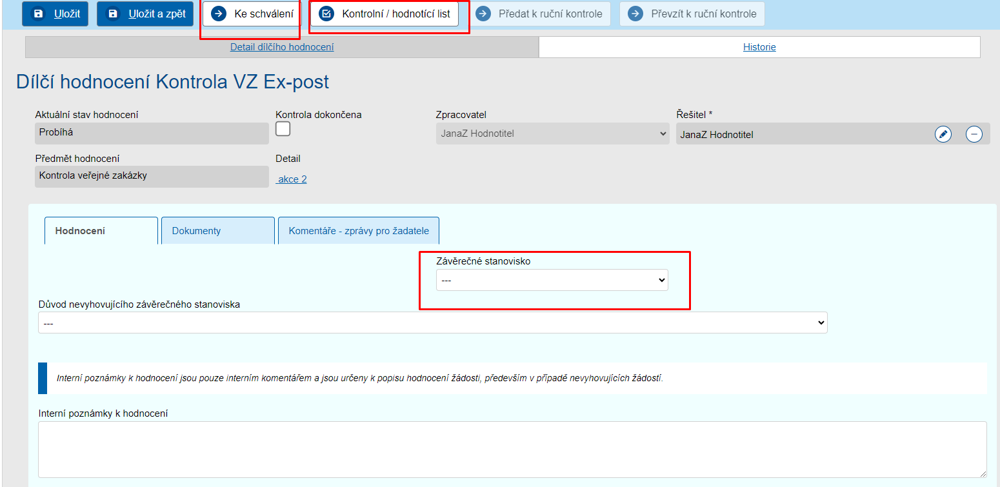 Uložit Uložit a zpět Ke schválení Kontrolní / hodnotící list Předat k ruční kontrole Převzít k ruční kontrole
Detail dílčího hodnocení Historie
Dílčí hodnocení Kontrola VZ Ex-post
Aktuální stav hodnocení Kontrola dokončena Zpracovatel Řešitel *
Probíhá JanaZ Hodnotitel JanaZ Hodnotitel
Předmět hodnocení Detail
Kontrola veřejné zakázky akce 2
Hodnocení Dokumenty Komentáře - zprávy pro žadatele
Závěrečné stanovisko
---
Důvod nevyhovujícího závěrečného stanoviska
---
Interní poznámky k hodnocení jsou pouze interním komentářem a jsou určeny k popisu hodnocení žádosti, především v případě nevyhovujících žádostí.
Interní poznámky k hodnocení